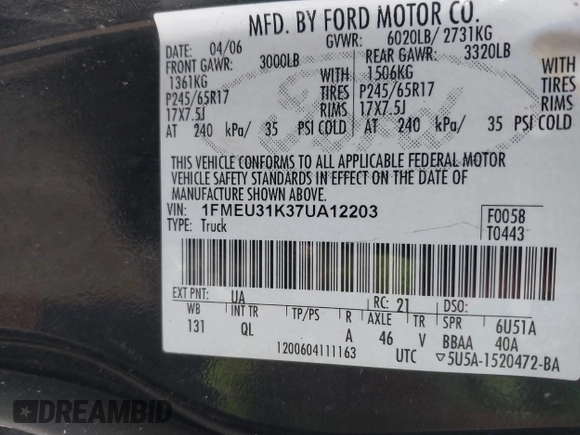 MFD. BY FORD MOTOR CO.
DATE: 04/06 GVWR: 6020LB/ 2731KG
FRONT GAWR: 3000LB REAR GAWR: 3320LB
1361KG WITH 1506KG WITH
P245/65R17 TIRES P245/65R17 TIRES
17X7.5J RIMS 17X7.5J RIMS
AT 240 kPa/ 35 PSI COLD AT 240 kPa/ 35 PSI COLD
Ford
THIS VEHICLE CONFORMS TO ALL APPLICABLE FEDERAL MOTOR
VEHICLE SAFETY STANDARDS IN EFFECT ON THE DATE OF
MANUFACTURE SHOWN ABOVE.
VIN: 1FMEU31K37UA12203 F0058
TYPE: Truck T0443
EXT PNT: UA RC: 21 DSO:
WB INT TR TP/PS R AXLE TR SPR 6U51A
131 QL A 46 V BBAA 40A
1200604111163 UTC ▽5U5A-1520472-BA
DREAMBID